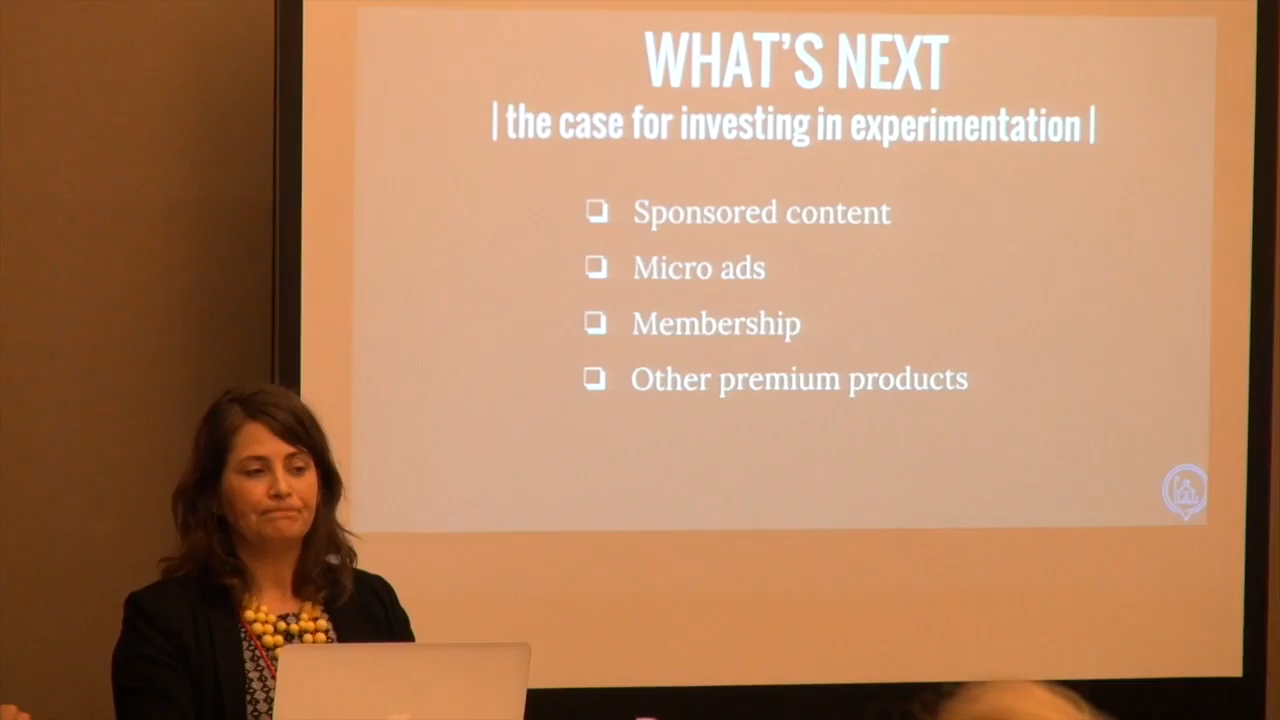 WHAT'S NEXT
| the case for investing in experimentation |
❏ Sponsored content
❏ Micro ads
❏ Membership
❏ Other premium products